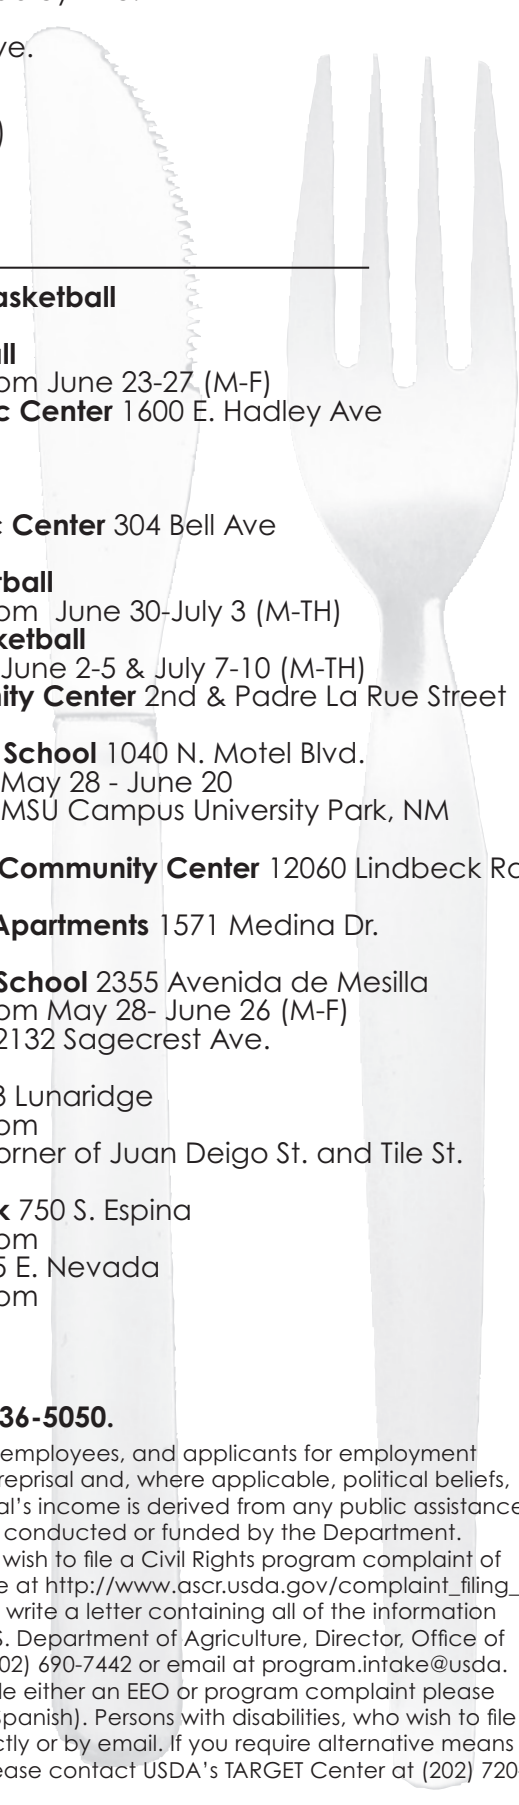 ve.
)
asketball
all
om June 23-27 (M-F)
c Center 1600 E. Hadley Ave
c Center 304 Bell Ave
tball
om June 30-July 3 (M-TH)
ketball
June 2-5 & July 7-10 (M-TH)
nity Center 2nd & Padre La Rue Street
School 1040 N. Motel Blvd.
May 28 - June 20
MSU Campus University Park, NM
Community Center 12060 Lindbeck Rd
Apartments 1571 Medina Dr.
School 2355 Avenida de Mesilla
om May 28- June 26 (M-F)
2132 Sagecrest Ave.
Lunaridge
om
orner of Juan Deigo St. and Tile St.
k 750 S. Espina
om
5 E. Nevada
om
36-5050.
employees, and applicants for employment
reprisal and, where applicable, political beliefs,
al's income is derived from any public assistance
conducted or funded by the Department.
wish to file a Civil Rights program complaint of
e at http://www.ascr.usda.gov/complaint_filing_
write a letter containing all of the information
S. Department of Agriculture, Director, Office of
02) 690-7442 or email at program.intake@usda.
le either an EEO or program complaint please
Spanish). Persons with disabilities, who wish to file
ctly or by email. If you require alternative means
ease contact USDA's TARGET Center at (202) 720